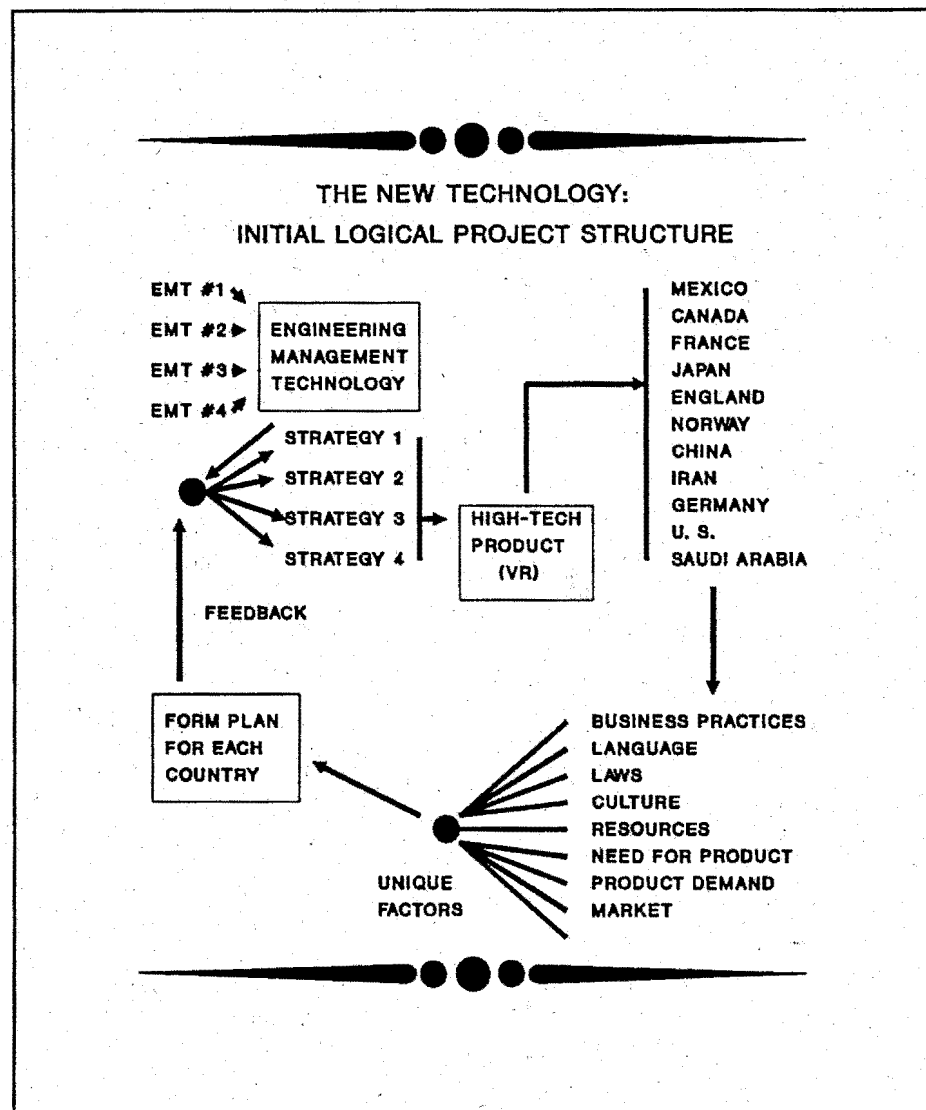 THE NEW TECHNOLOGY:
INITIAL LOGICAL PROJECT STRUCTURE
EMT #1
EMT #2
EMT #3
EMT #4
ENGINEERING
MANAGEMENT
TECHNOLOGY
STRATEGY 1
STRATEGY 2
STRATEGY 3
STRATEGY 4
HIGH-TECH
PRODUCT
(VR)
MEXICO
CANADA
FRANCE
JAPAN
ENGLAND
NORWAY
CHINA
IRAN
GERMANY
U. S.
SAUDI ARABIA
BUSINESS PRACTICES
LANGUAGE
LAWS
CULTURE
RESOURCES
NEED FOR PRODUCT
PRODUCT DEMAND
MARKET
UNIQUE
FACTORS
FORM PLAN
FOR EACH
COUNTRY
FEEDBACK